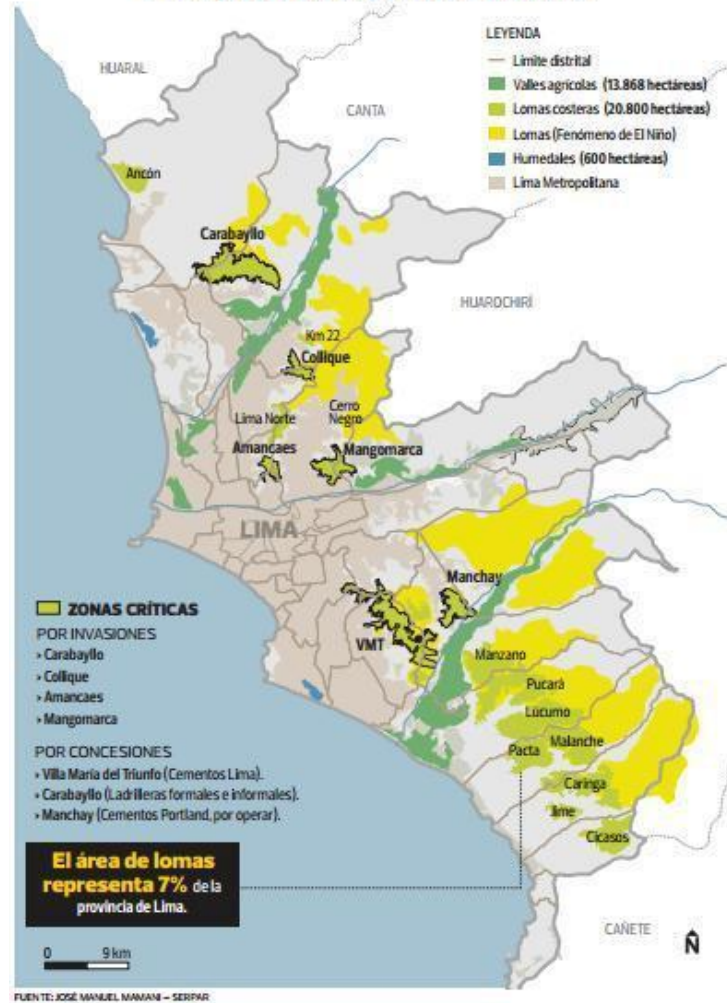 HUARAL
CANTA
LEYENDA
Limite distrital
Valles agrícolas (13.868 hectáreas)
Lomas costeras (20.800 hectáreas)
Lomas (Fenómeno de El Niño)
Humedales (600 hectáreas)
Lima Metropolitana
Ancón
Carabayllo
HUAROCHIRÍ
Km 22
Collique
Lima Norte
Cerro
Negro
Amancaes
Mangomarca
LIMA
Manchay
VMT
Manzano
Pucará
Lúcumo
Pacta
Malanche
Caringa
Jime
Cicasos
ZONAS CRÍTICAS
POR INVASIONES
› Carabayllo
› Collique
› Amancaes
› Mangomarca
POR CONCESIONES
› Villa María del Triunfo (Cementos Lima).
› Carabayllo (Ladrilleras formales e informales).
› Manchay (Cementos Portland, por operar).
El área de lomas
representa 7% de la
provincia de Lima.
CAÑETE
N
0 9 km
FUENTE: JOSÉ MANUEL MAMANI – SERPAR